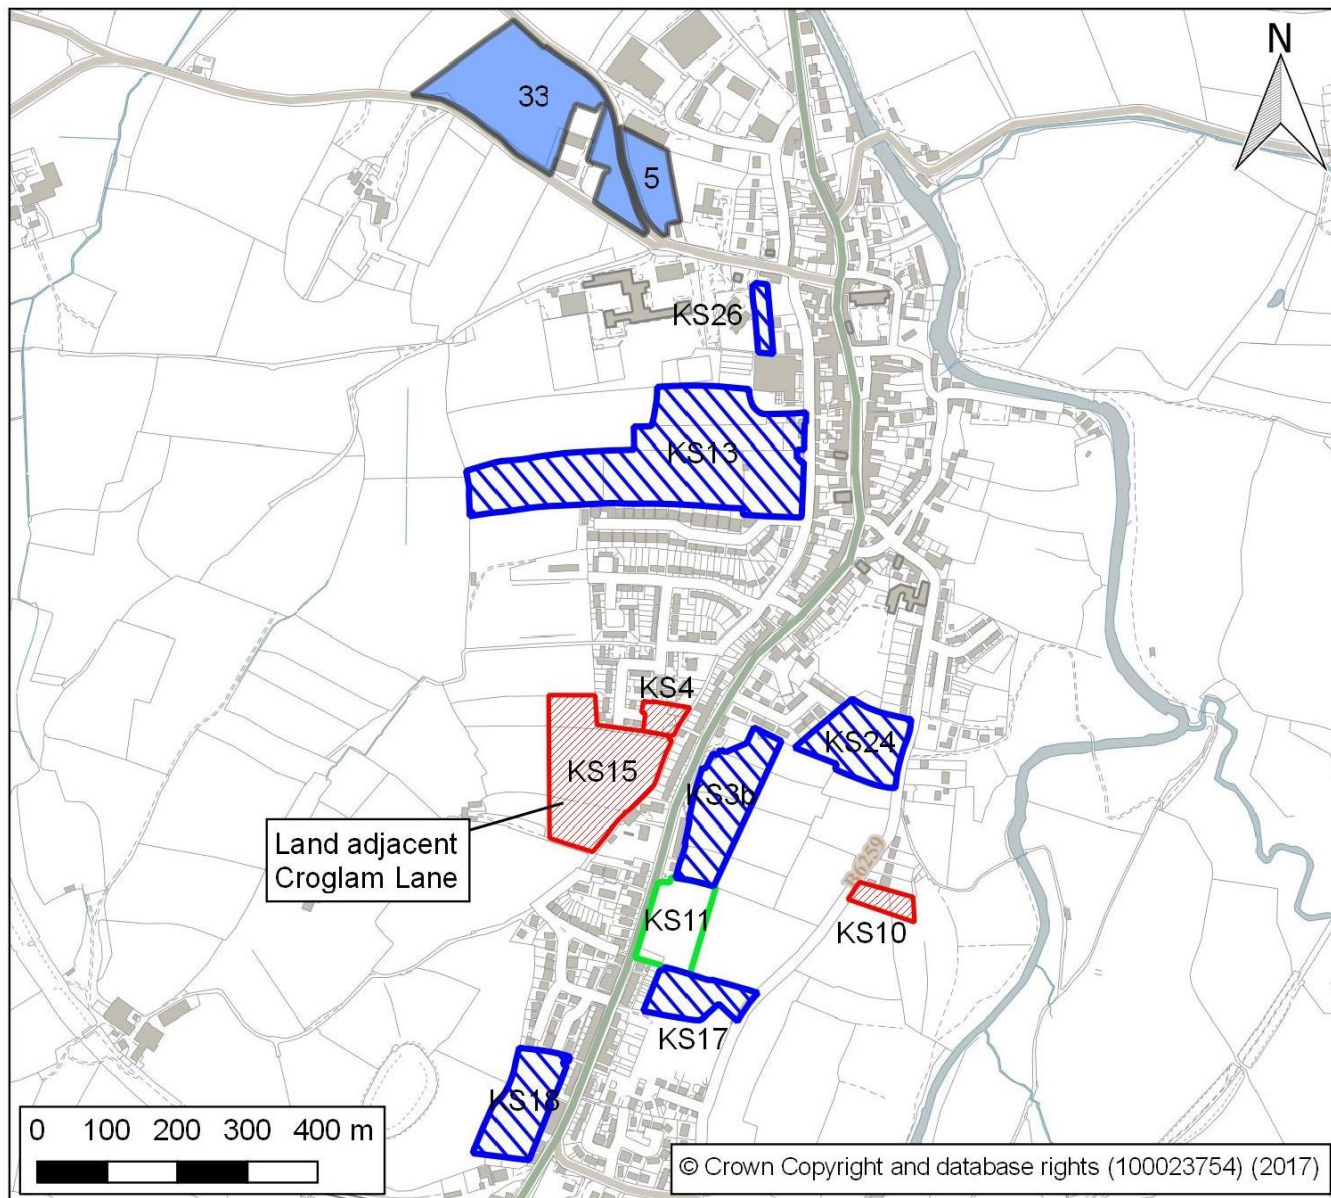 N
33
5
KS26
KS13
KS4
KS15
KS24
KS3b
Land adjacent
Croglam Lane
B6259
KS11
KS10
KS17
KS18
0 100 200 300 400 m
© Crown Copyright and database rights (100023754) (2017)